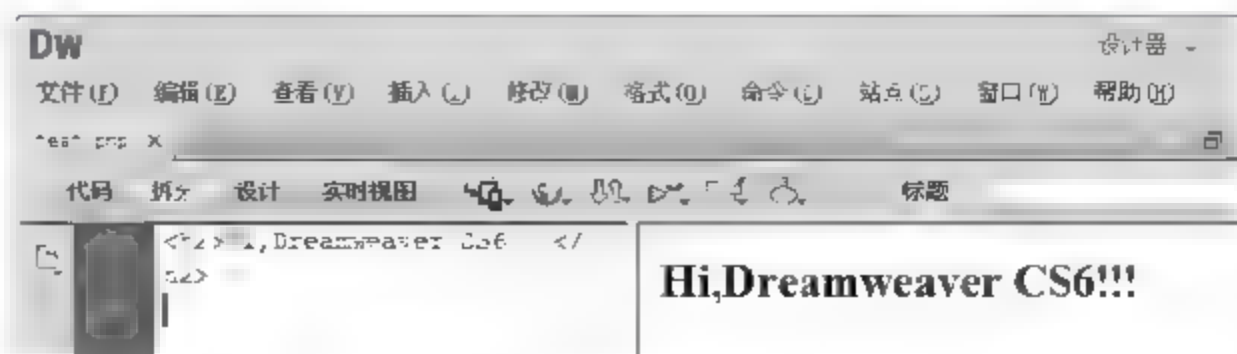 Dw
设计器
文件(F) 编辑(E) 查看(V) 插入 修改(M) 格式(O) 命令 站点 窗口(W) 帮助(H)
代码 拆分 设计 实时视图 标题
Dreamweaver CS6 </
Hi,Dreamweaver CS6!!!